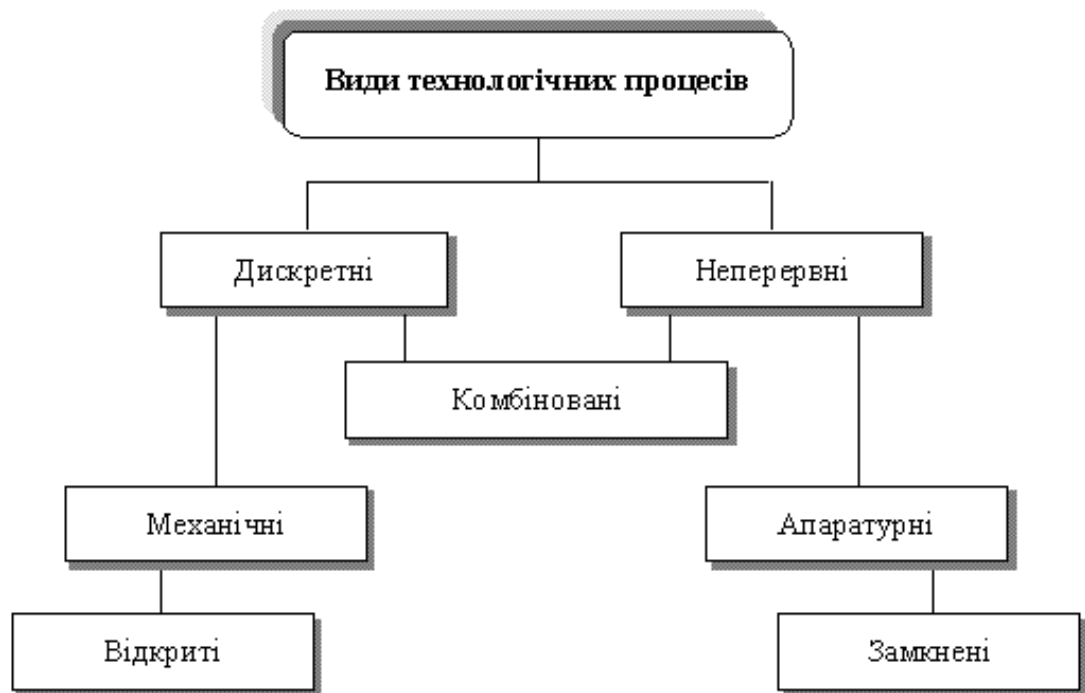 Види технологічних процесів
Дискретні
Неперервні
Комбіновані
Механічні
Апаратурні
Відкриті
Замкнені